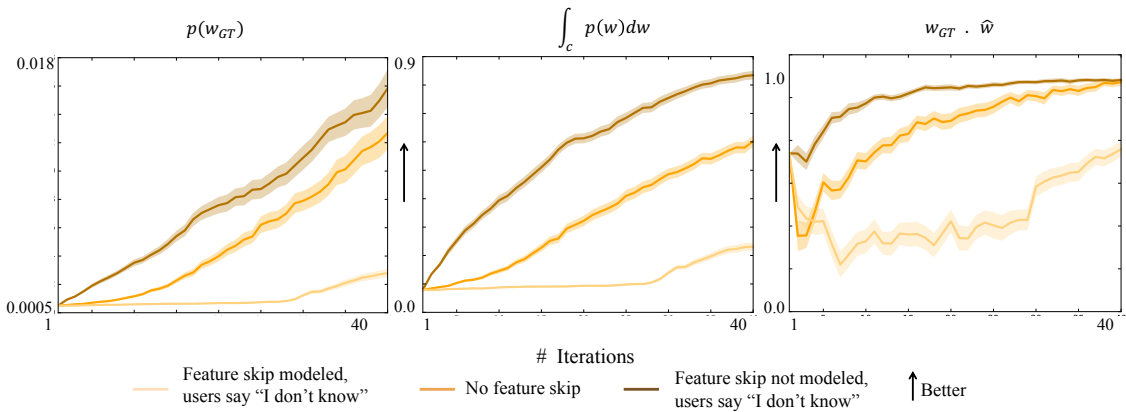 p(w_GT)
∫_c p(w)dw
w_GT . ŵ
0.018
0.0005
1
40
0.9
0.0
1
40
1.0
0.0
1
40
# Iterations
Feature skip modeled,
users say “I don’t know”
No feature skip
Feature skip not modeled,
users say “I don’t know”
Better